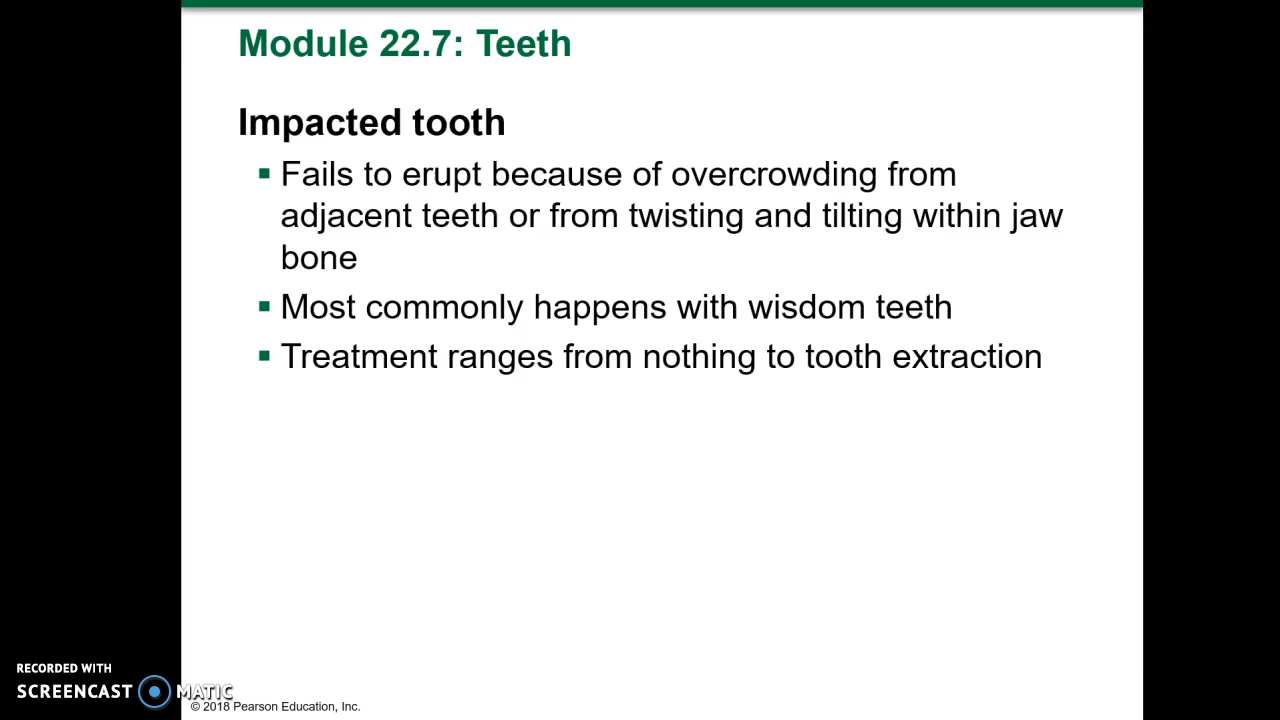 Module 22.7: Teeth
Impacted tooth
▪ Fails to erupt because of overcrowding from
adjacent teeth or from twisting and tilting within jaw
bone
▪ Most commonly happens with wisdom teeth
▪ Treatment ranges from nothing to tooth extraction
RECORDED WITH
SCREENCAST MATIC
© 2018 Pearson Education, Inc.